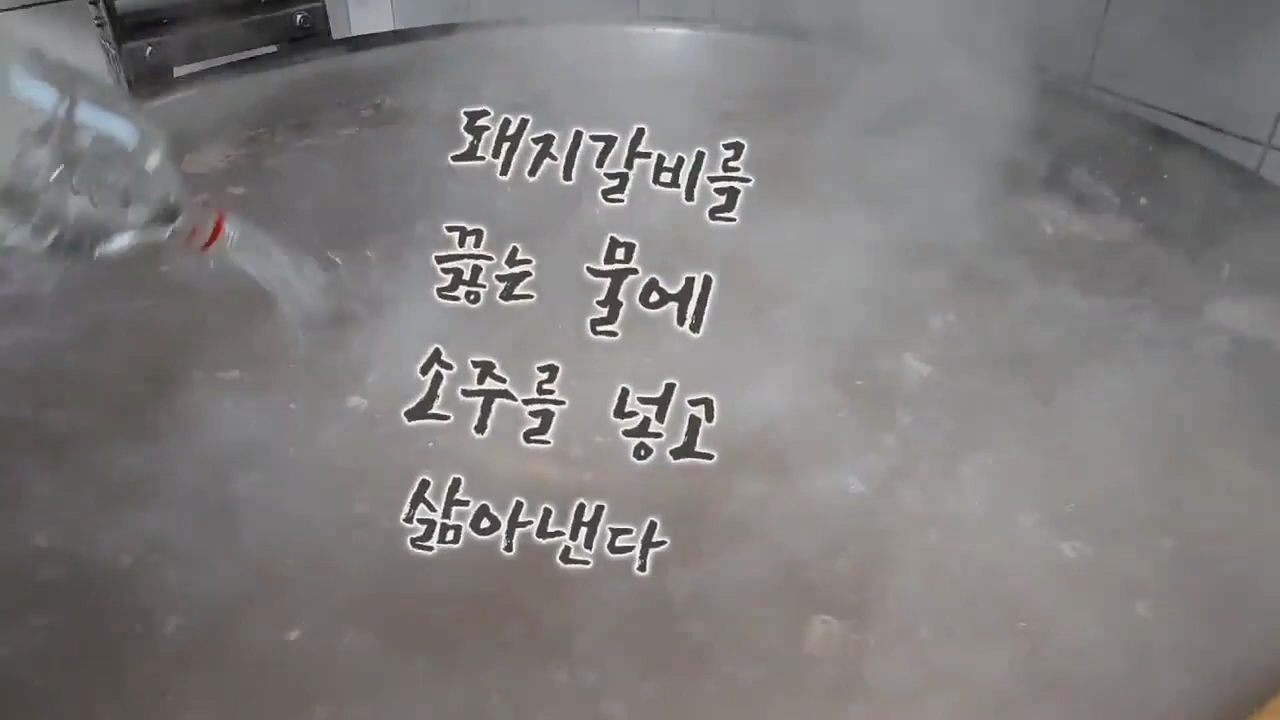 돼지갈비를
끓는 물에
소주를 넣고
삶아낸다